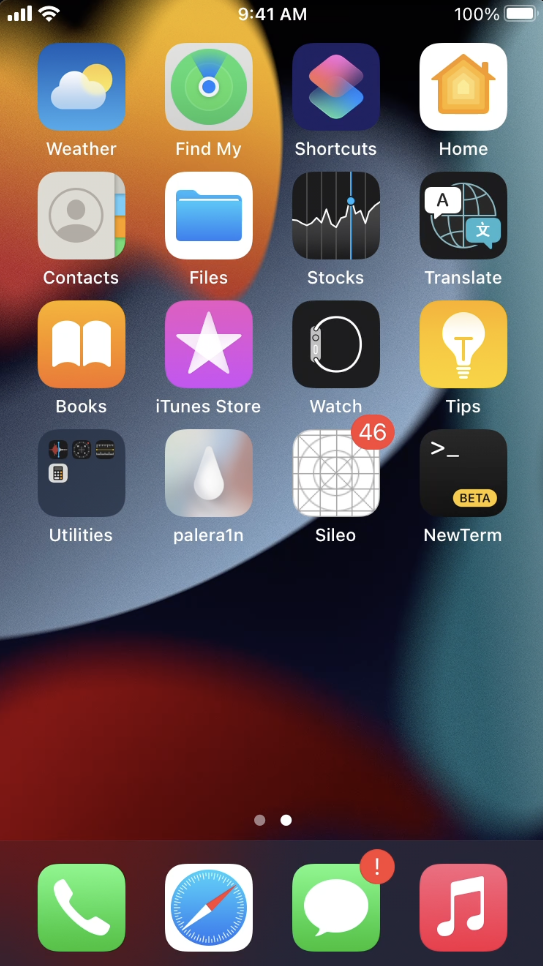 9:41 AM 100%
Weather Find My Shortcuts Home
A
文
Contacts Files Stocks Translate
Books iTunes Store Watch Tips
46
>_
BETA
Utilities palera1n Sileo NewTerm
!